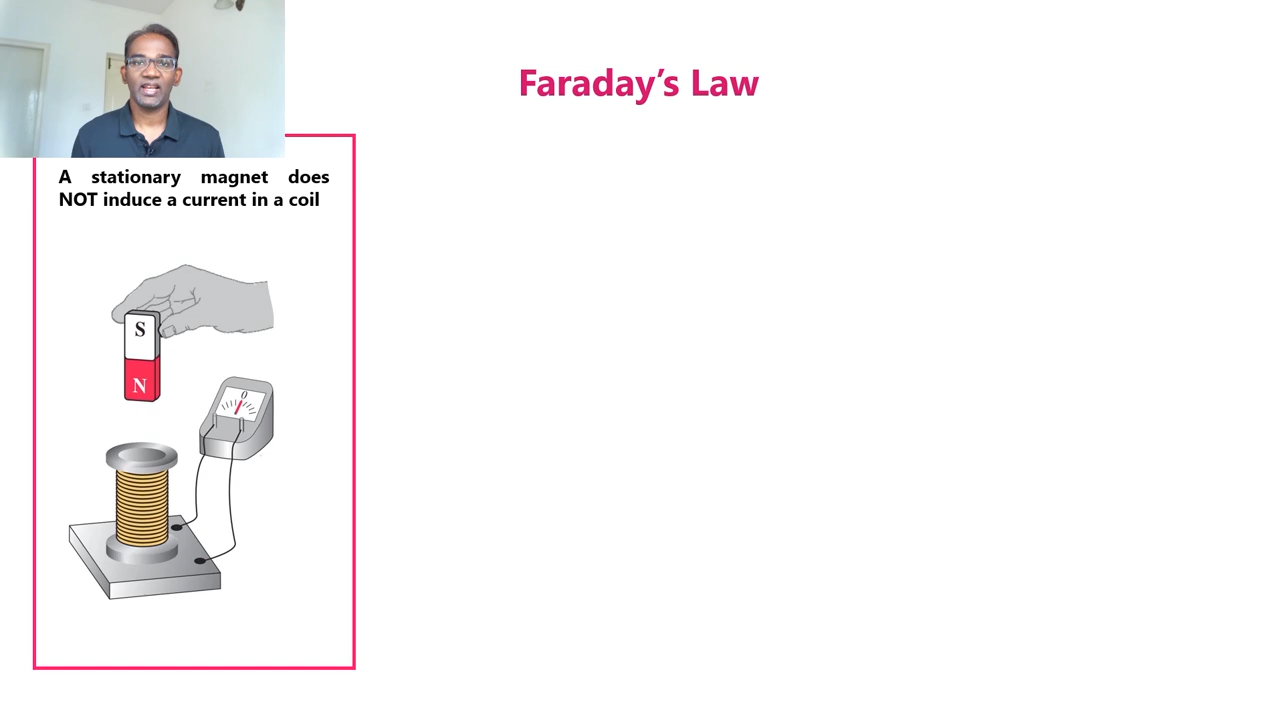 Faraday’s Law
A stationary magnet does
NOT induce a current in a coil
S
N
0